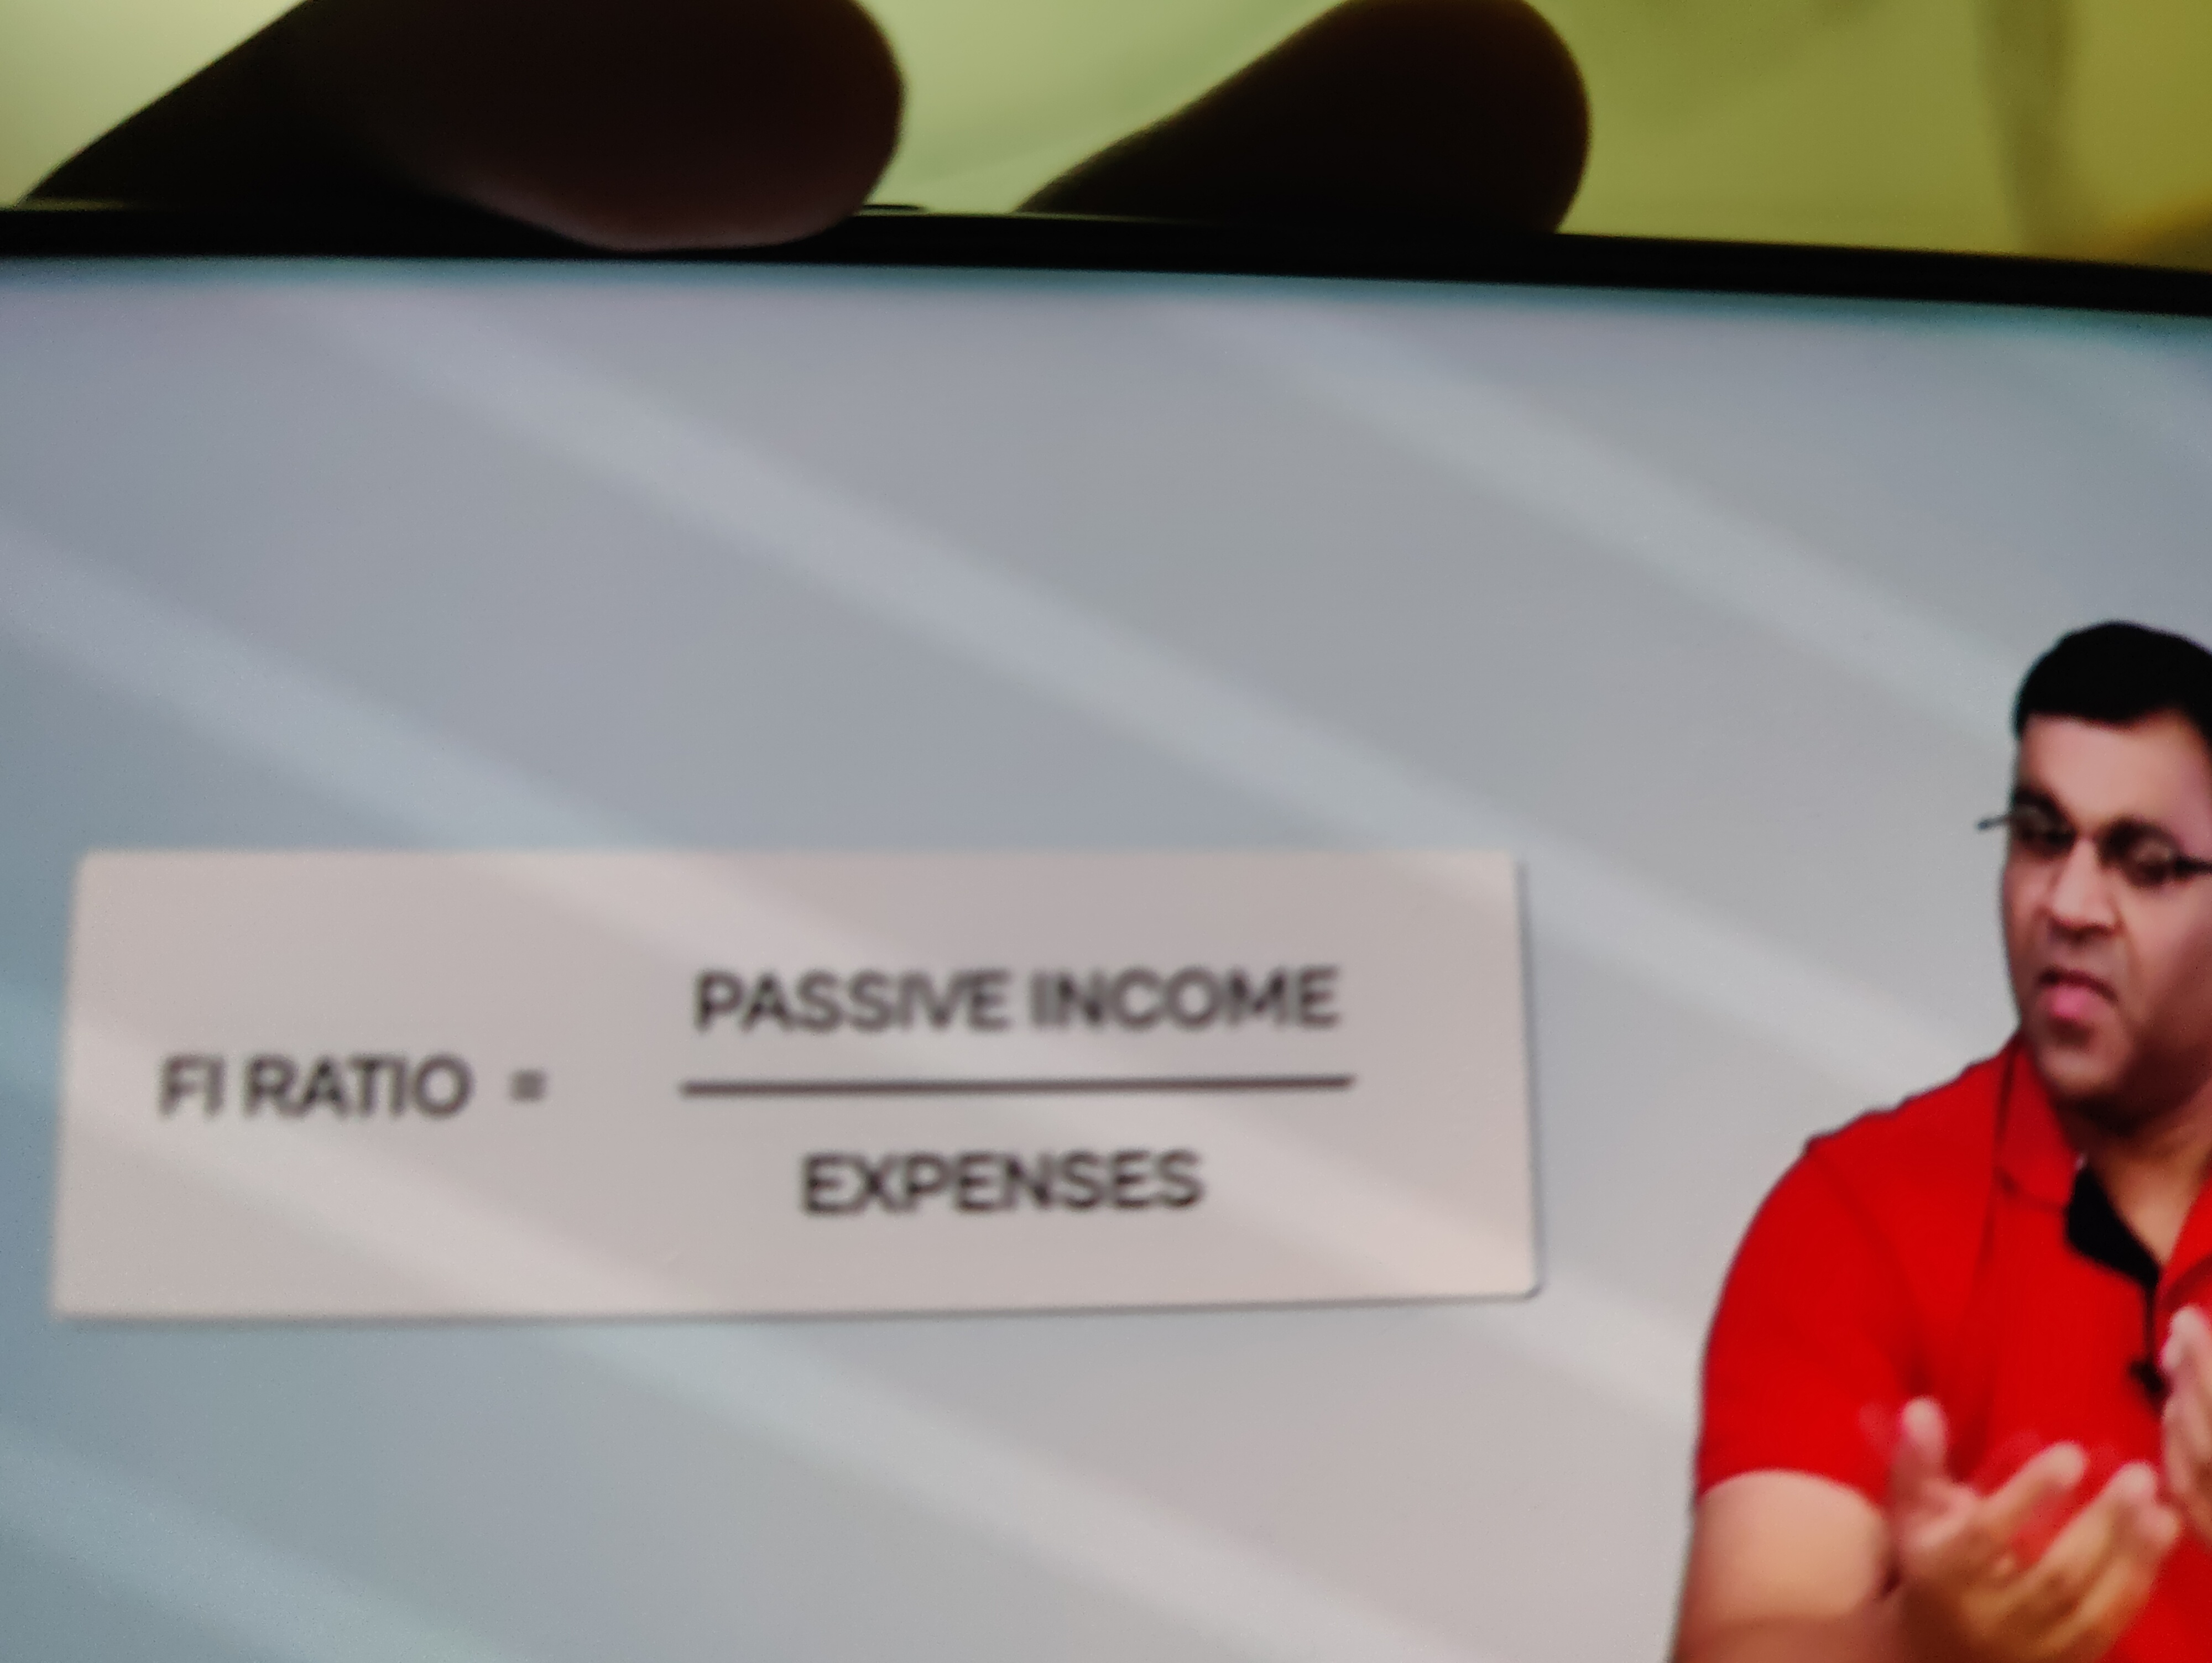 PASSIVE INCOME
FI RATIO =
EXPENSES